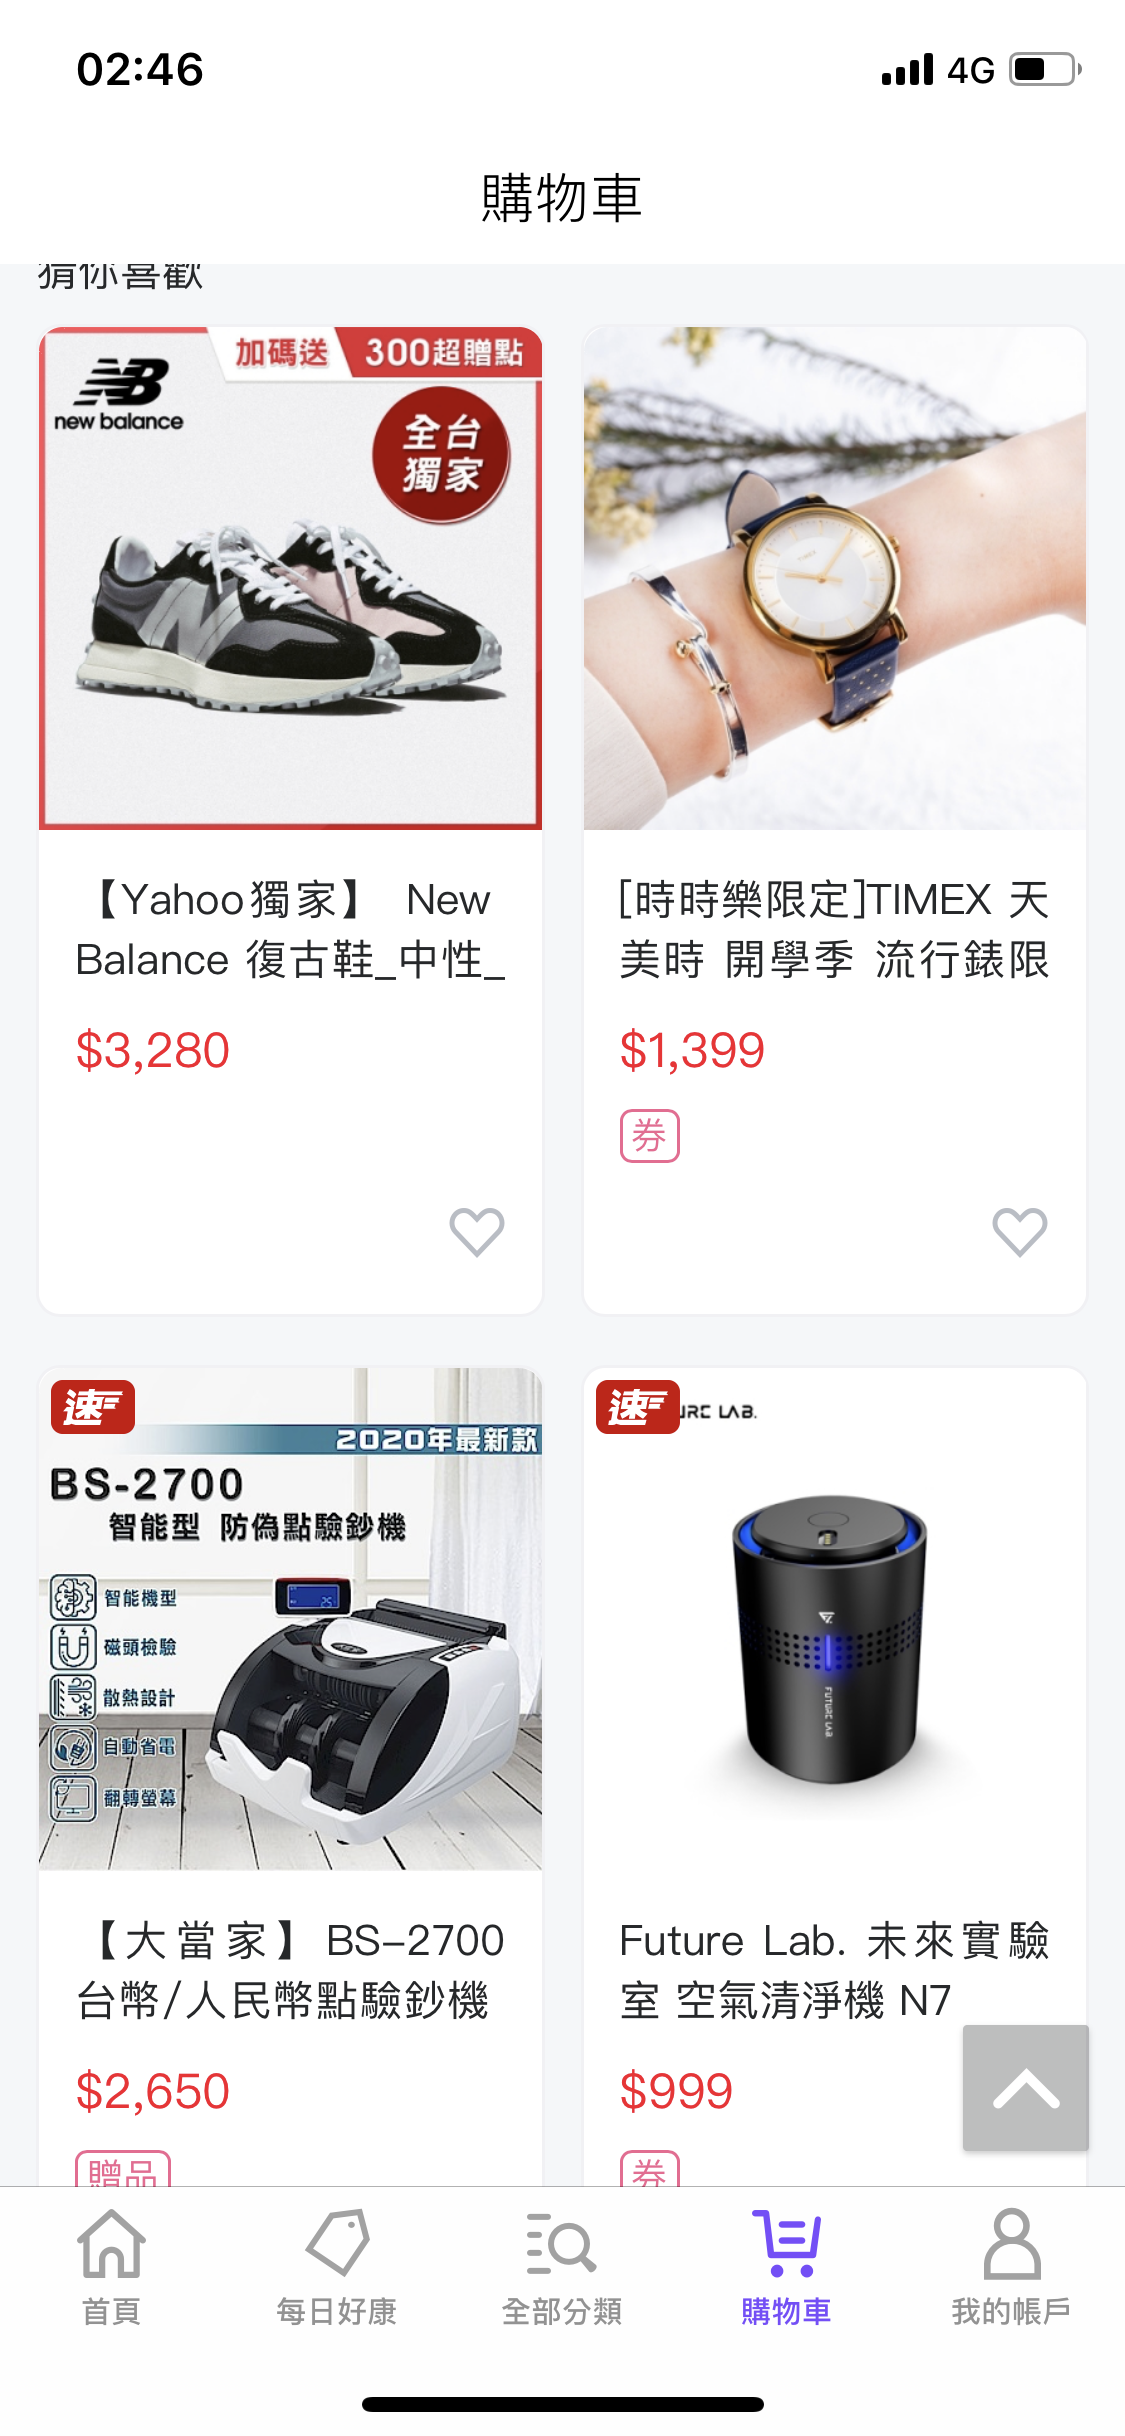 02:46
4G
購物車
猜你喜歡
加碼送 300超贈點
new balance
全台
獨家
【Yahoo獨家】 New
Balance 復古鞋_中性_
$3,280
TIMEX
[時時樂限定]TIMEX 天
美時 開學季 流行錶限
$1,399
券
速
2020年最新款
BS-2700
智能型 防偽點驗鈔機
智能機型
磁頭檢驗
散熱設計
自動省電
翻轉螢幕
【大當家】BS-2700
台幣/人民幣點驗鈔機
$2,650
贈品
速
LAB.
FUTURE LAB
Future Lab. 未來實驗
室 空氣清淨機 N7
$999
券
首頁
每日好康
全部分類
購物車
我的帳戶